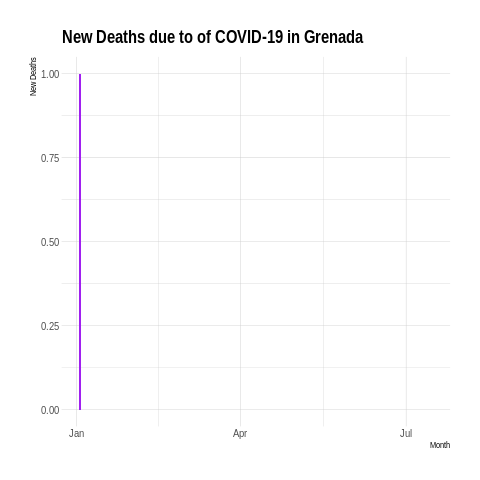 New Deaths due to of COVID-19 in Grenada
New Deaths
1.00
0.75
0.50
0.25
0.00
Jan Apr Jul
Month